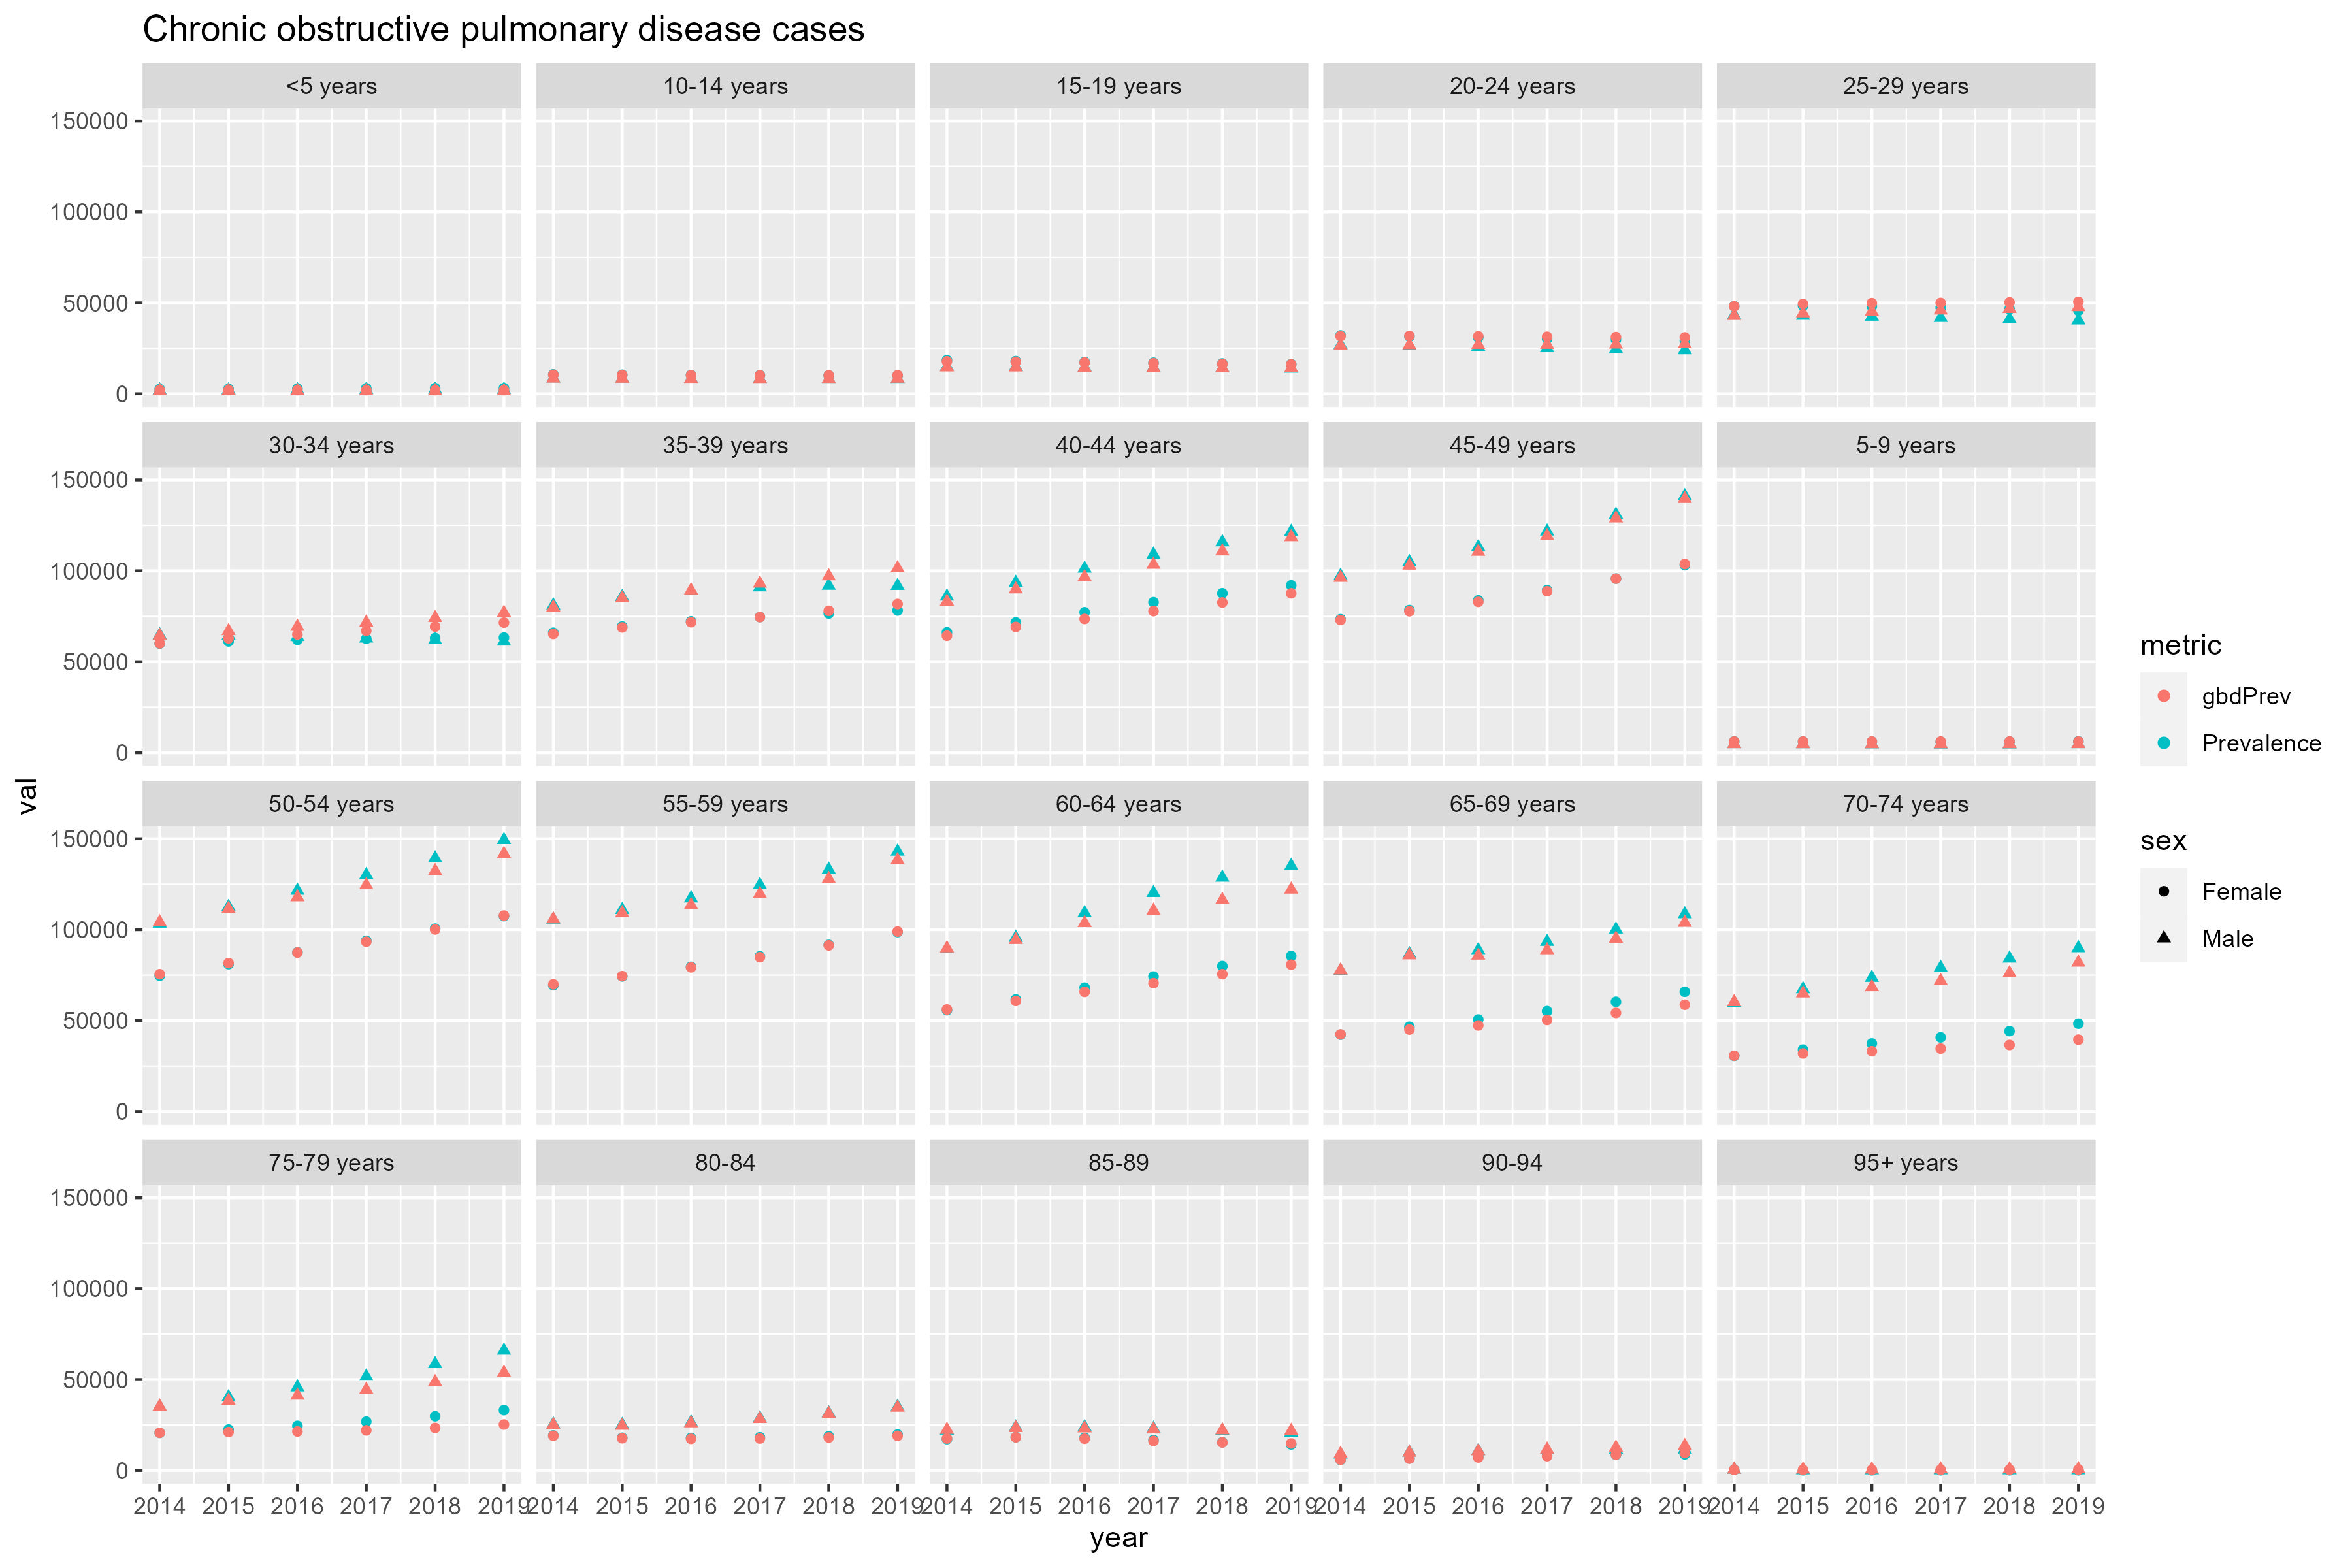 Chronic obstructive pulmonary disease cases
<5 years 10-14 years 15-19 years 20-24 years 25-29 years
150000
100000
50000
0
30-34 years 35-39 years 40-44 years 45-49 years 5-9 years
150000
100000
50000
0
50-54 years 55-59 years 60-64 years 65-69 years 70-74 years
150000
100000
50000
0
75-79 years 80-84 85-89 90-94 95+ years
150000
100000
50000
0
2014 2015 2016 2017 2018 2019 2014 2015 2016 2017 2018 2019 2014 2015 2016 2017 2018 2019 2014 2015 2016 2017 2018 2019 2014 2015 2016 2017 2018 2019
year
val
metric
gbdPrev
Prevalence
sex
Female
Male